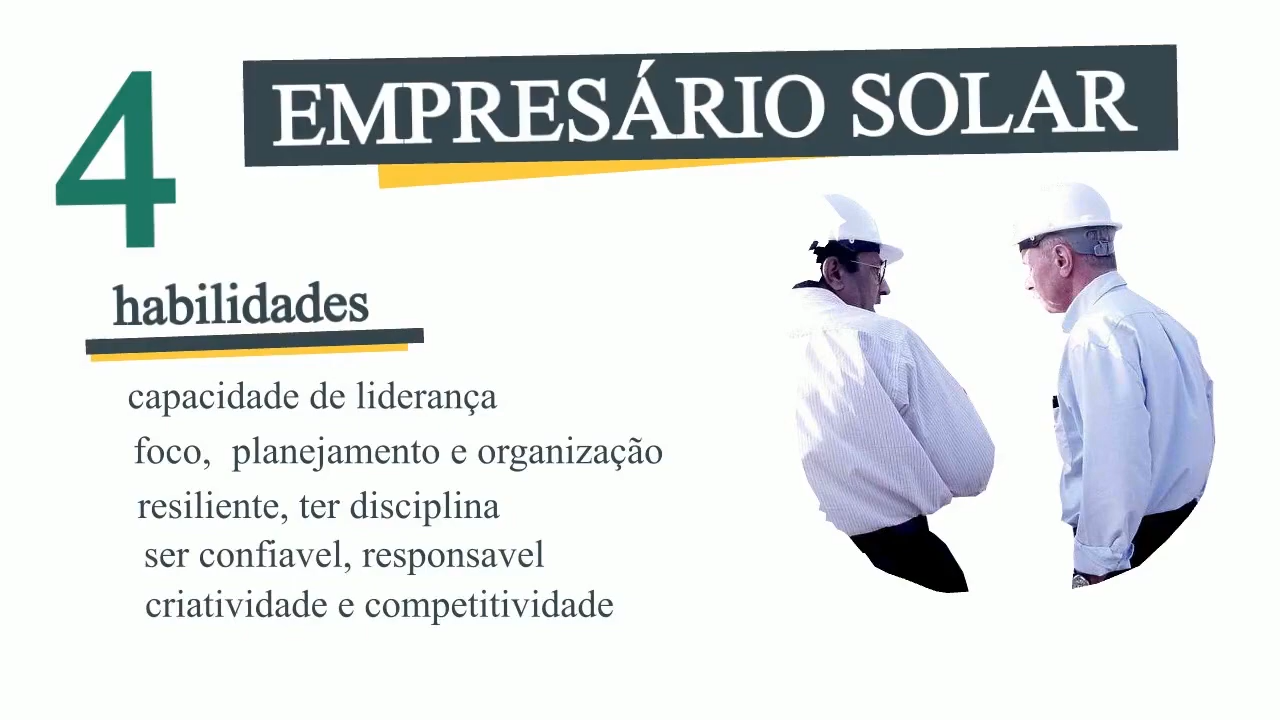 4
EMPRESÁRIO SOLAR
habilidades
capacidade de liderança
foco, planejamento e organização
resiliente, ter disciplina
ser confiavel, responsavel
criatividade e competitividade